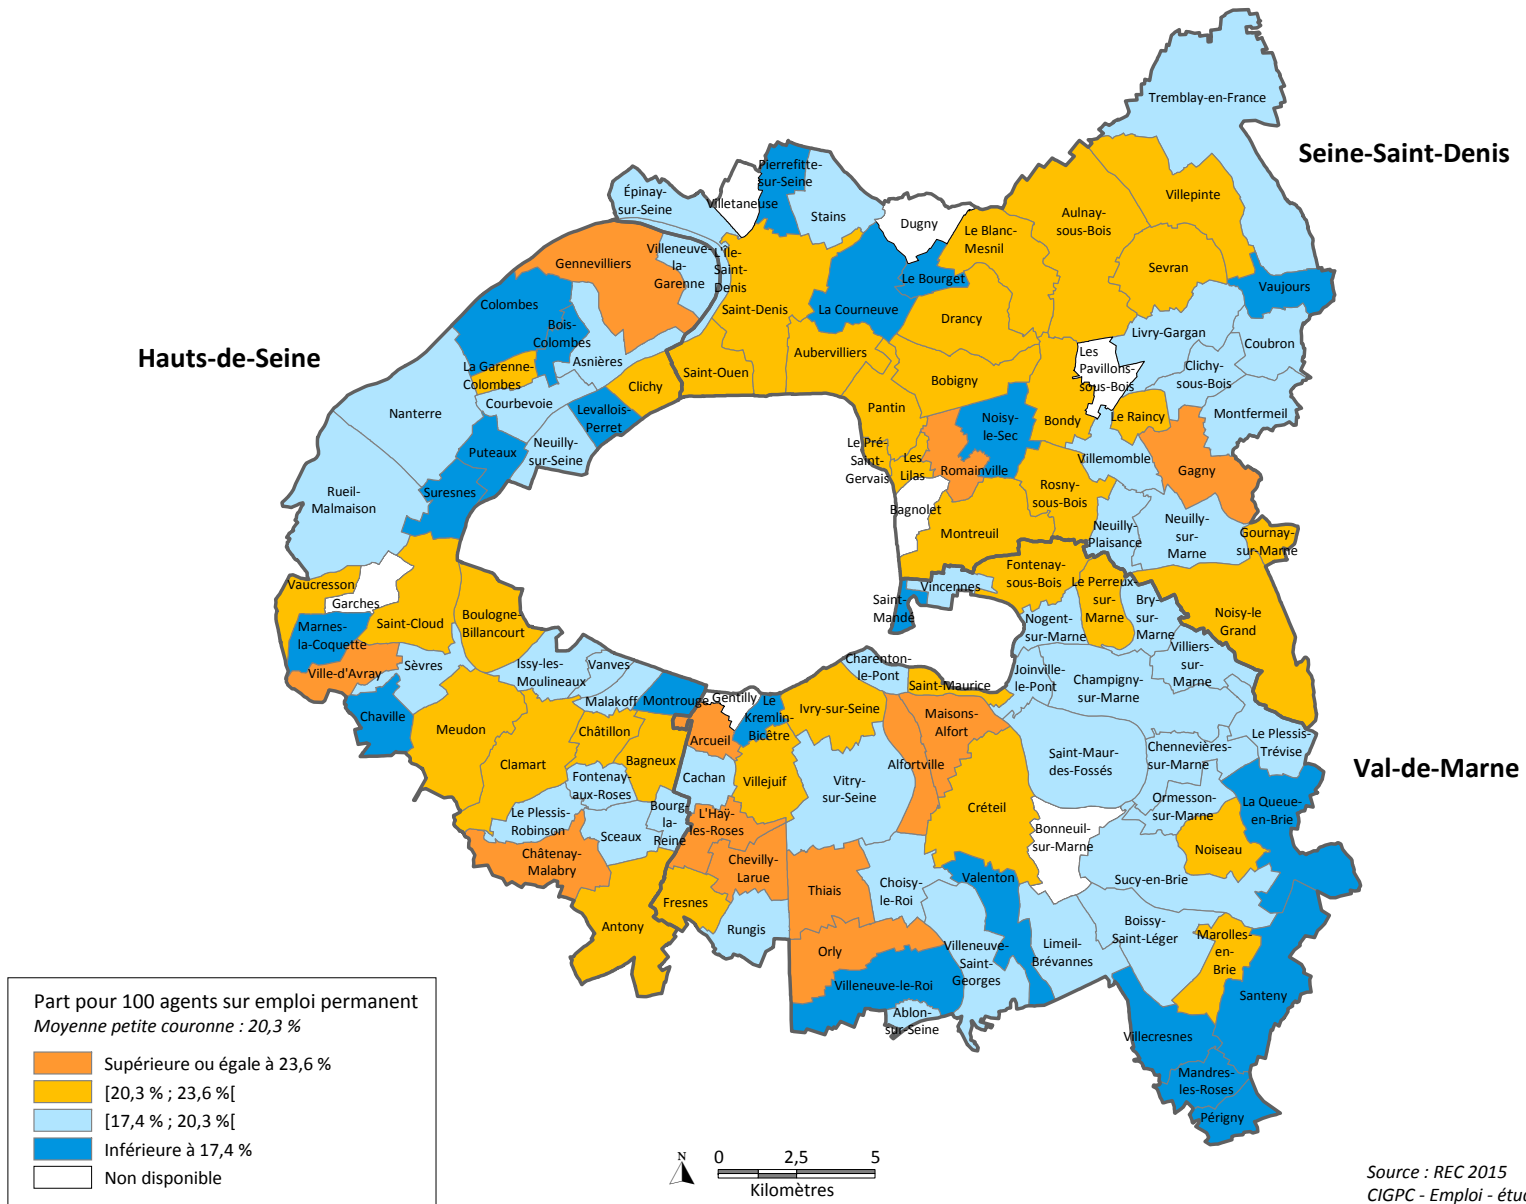 Tremblay-en-France
Seine-Saint-Denis
Pierrefitte-
sur-Seine
Épinay-
sur-Seine
Villetaneuse
Stains
Dugny
Villepinte
Aulnay-
sous-Bois
Le Blanc-
Mesnil
Villeneuve-
la-
Garenne
L'Île-
Saint-
Denis
Gennevilliers
Sevran
Le Bourget
Vaujours
Colombes
La Courneuve
Saint-Denis
Drancy
Bois-
Colombes
Livry-Gargan
Coubron
Hauts-de-Seine
Asnières
Aubervilliers
Les
Pavillons-
sous-Bois
Clichy-
sous-Bois
La Garenne-
Colombes
Saint-Ouen
Clichy
Bobigny
Courbevoie
Nanterre
Levallois-
Perret
Pantin
Noisy-
le-Sec
Bondy
Le Raincy
Montfermeil
Neuilly-
sur-Seine
Puteaux
Le Pré-
Saint-
Gervais
Les
Lilas
Romainville
Villemomble
Gagny
Rueil-
Malmaison
Suresnes
Rosny-
sous-Bois
Bagnolet
Montreuil
Neuilly-
Plaisance
Neuilly-
sur-
Marne
Gournay-
sur-Marne
Vaucresson
Garches
Fontenay-
sous-Bois
Le Perreux-
sur-
Marne
Vincennes
Saint-
Mandé
Bry-
sur-
Marne
Noisy-le
Grand
Marnes-
la-Coquette
Saint-Cloud
Boulogne-
Billancourt
Nogent-
sur-Marne
Villiers-
sur-
Marne
Ville-d'Avray
Sèvres
Issy-les-
Moulineaux
Vanves
Charenton-
le-Pont
Joinville-
le-Pont
Champigny-
sur-Marne
Saint-Maurice
Malakoff
Montrouge
Gentilly
Le
Kremlin-
Bicêtre
Ivry-sur-Seine
Maisons-
Alfort
Chaville
Meudon
Châtillon
Arcueil
Le Plessis-
Trévise
Clamart
Bagneux
Cachan
Villejuif
Vitry-
sur-Seine
Alfortville
Saint-Maur-
des-Fossés
Chennevières-
sur-Marne
Val-de-Marne
Fontenay-
aux-Roses
Ormesson-
sur-Marne
La Queue-
en-Brie
Le Plessis-
Robinson
Sceaux
Bourg-
la-
Reine
L'Haÿ-
les-Roses
Créteil
Bonneuil-
sur-Marne
Noiseau
Châtenay-
Malabry
Chevilly-
Larue
Thiais
Choisy-
le-Roi
Valenton
Sucy-en-Brie
Fresnes
Antony
Rungis
Orly
Villeneuve-
Saint-
Georges
Limeil-
Brévannes
Boissy-
Saint-Léger
Marolles-
en-
Brie
Villeneuve-le-Roi
Santeny
Ablon-
sur-Seine
Villecresnes
Mandres-
les-Roses
Périgny
Part pour 100 agents sur emploi permanent
Moyenne petite couronne : 20,3 %
Supérieure ou égale à 23,6 %
[20,3 % ; 23,6 %[
[17,4 % ; 20,3 %[
Inférieure à 17,4 %
Non disponible
N
0 2,5 5
Kilomètres
Source : REC 2015
CIGPC - Emploi - étu